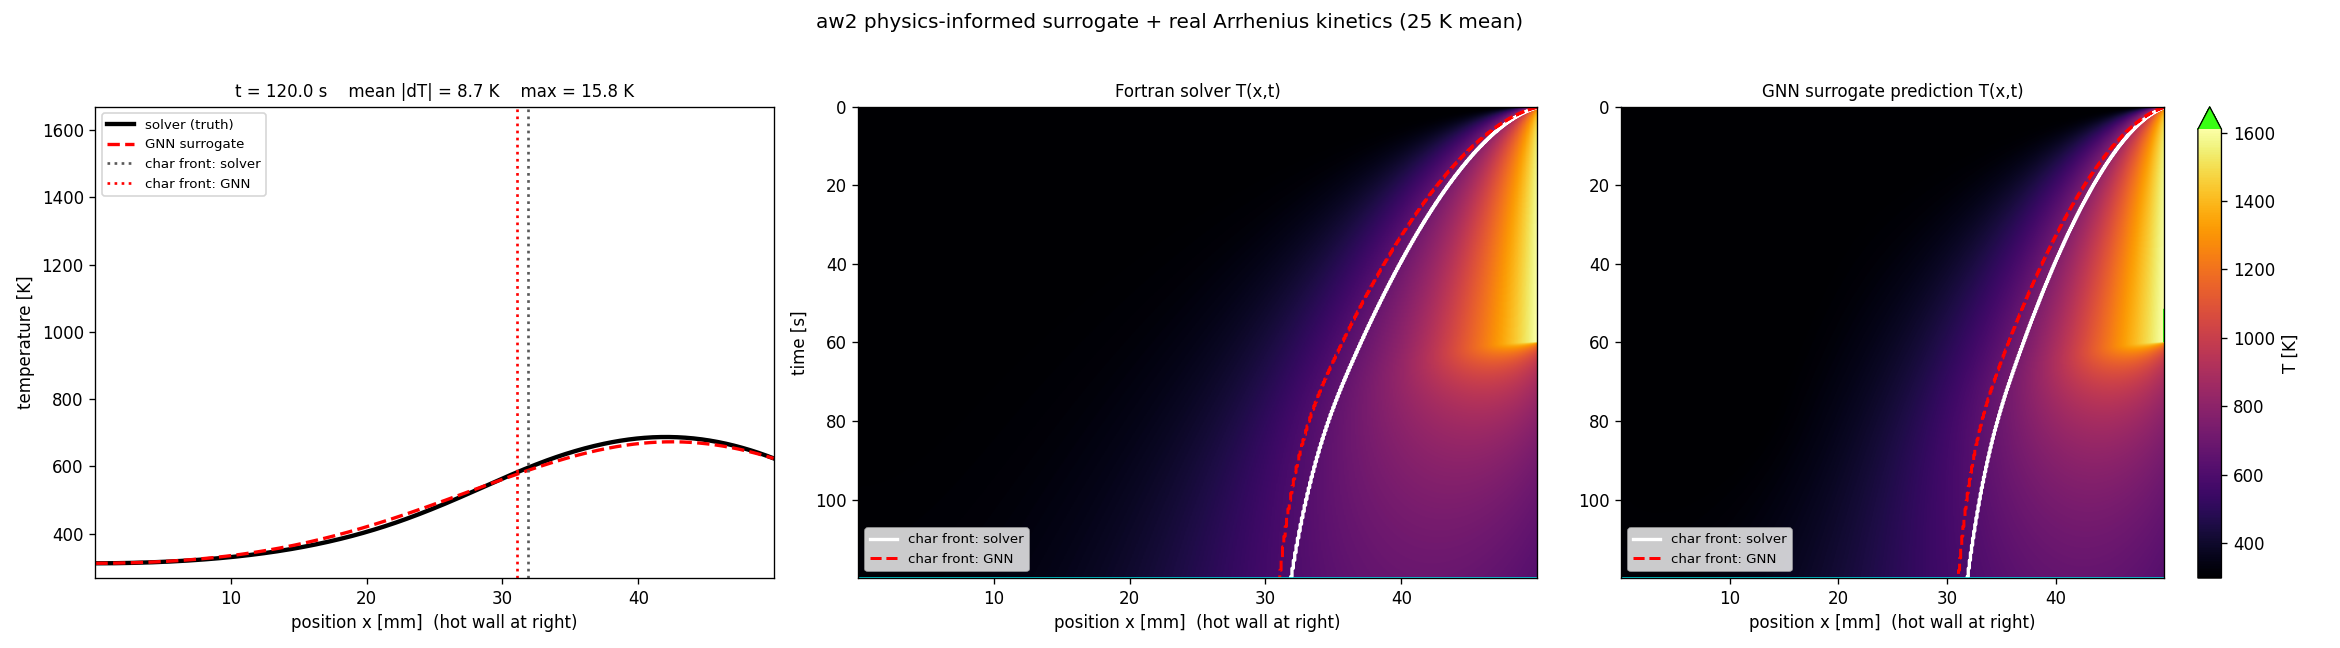 aw2 physics-informed surrogate + real Arrhenius kinetics (25 K mean)
t = 120.0 s    mean |dT| = 8.7 K    max = 15.8 K
temperature [K]
1600
1400
1200
1000
800
600
400
solver (truth)
GNN surrogate
char front: solver
char front: GNN
10 20 30 40
position x [mm]  (hot wall at right)
Fortran solver T(x,t)
time [s]
0
20
40
60
80
100
char front: solver
char front: GNN
10 20 30 40
position x [mm]  (hot wall at right)
GNN surrogate prediction T(x,t)
0
20
40
60
80
100
char front: solver
char front: GNN
10 20 30 40
position x [mm]  (hot wall at right)
1600
1400
1200
1000
800
600
400
T [K]